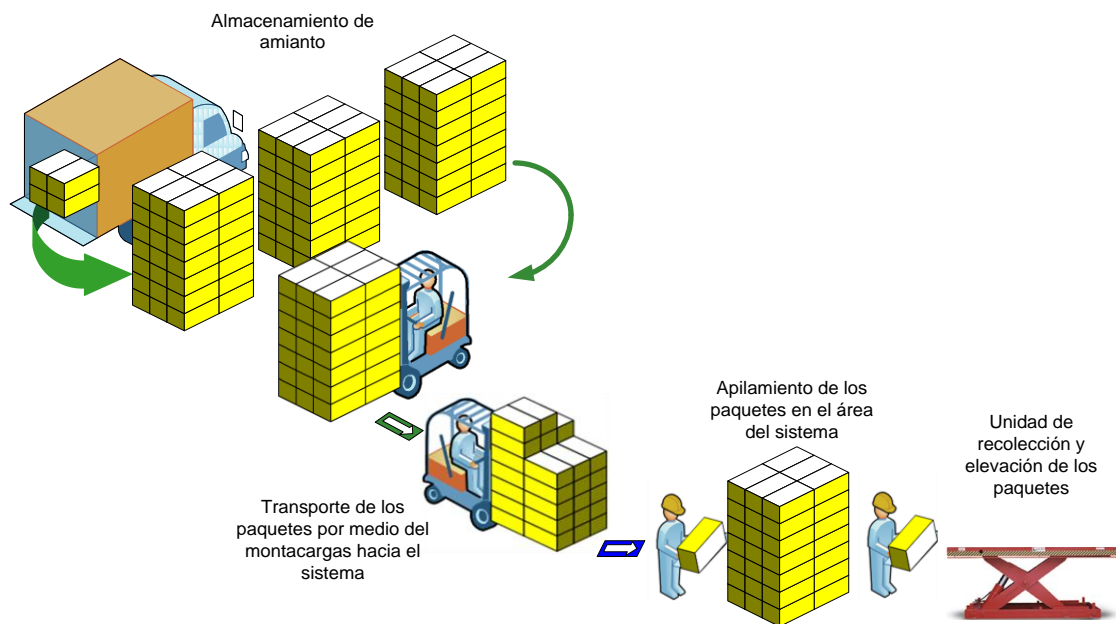 Almacenamiento de
amianto
Apilamiento de los
paquetes en el área
del sistema
Unidad de
recolección y
elevación de los
paquetes
Transporte de los
paquetes por medio del
montacargas hacia el
sistema